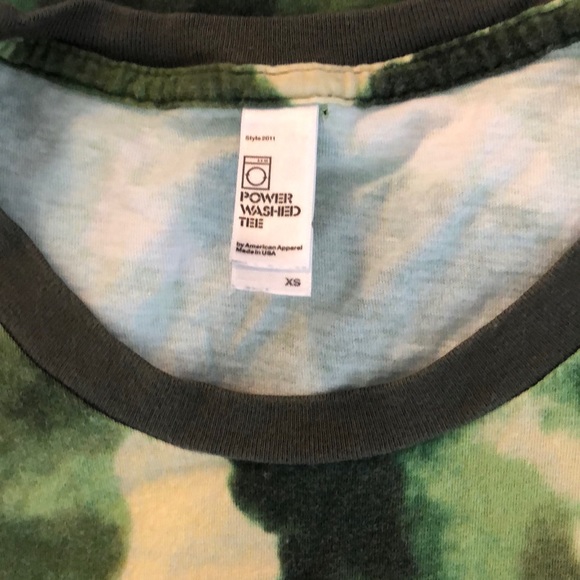 Style 2011
POWER
WASHED
TEE
by American Apparel
Made in USA
XS